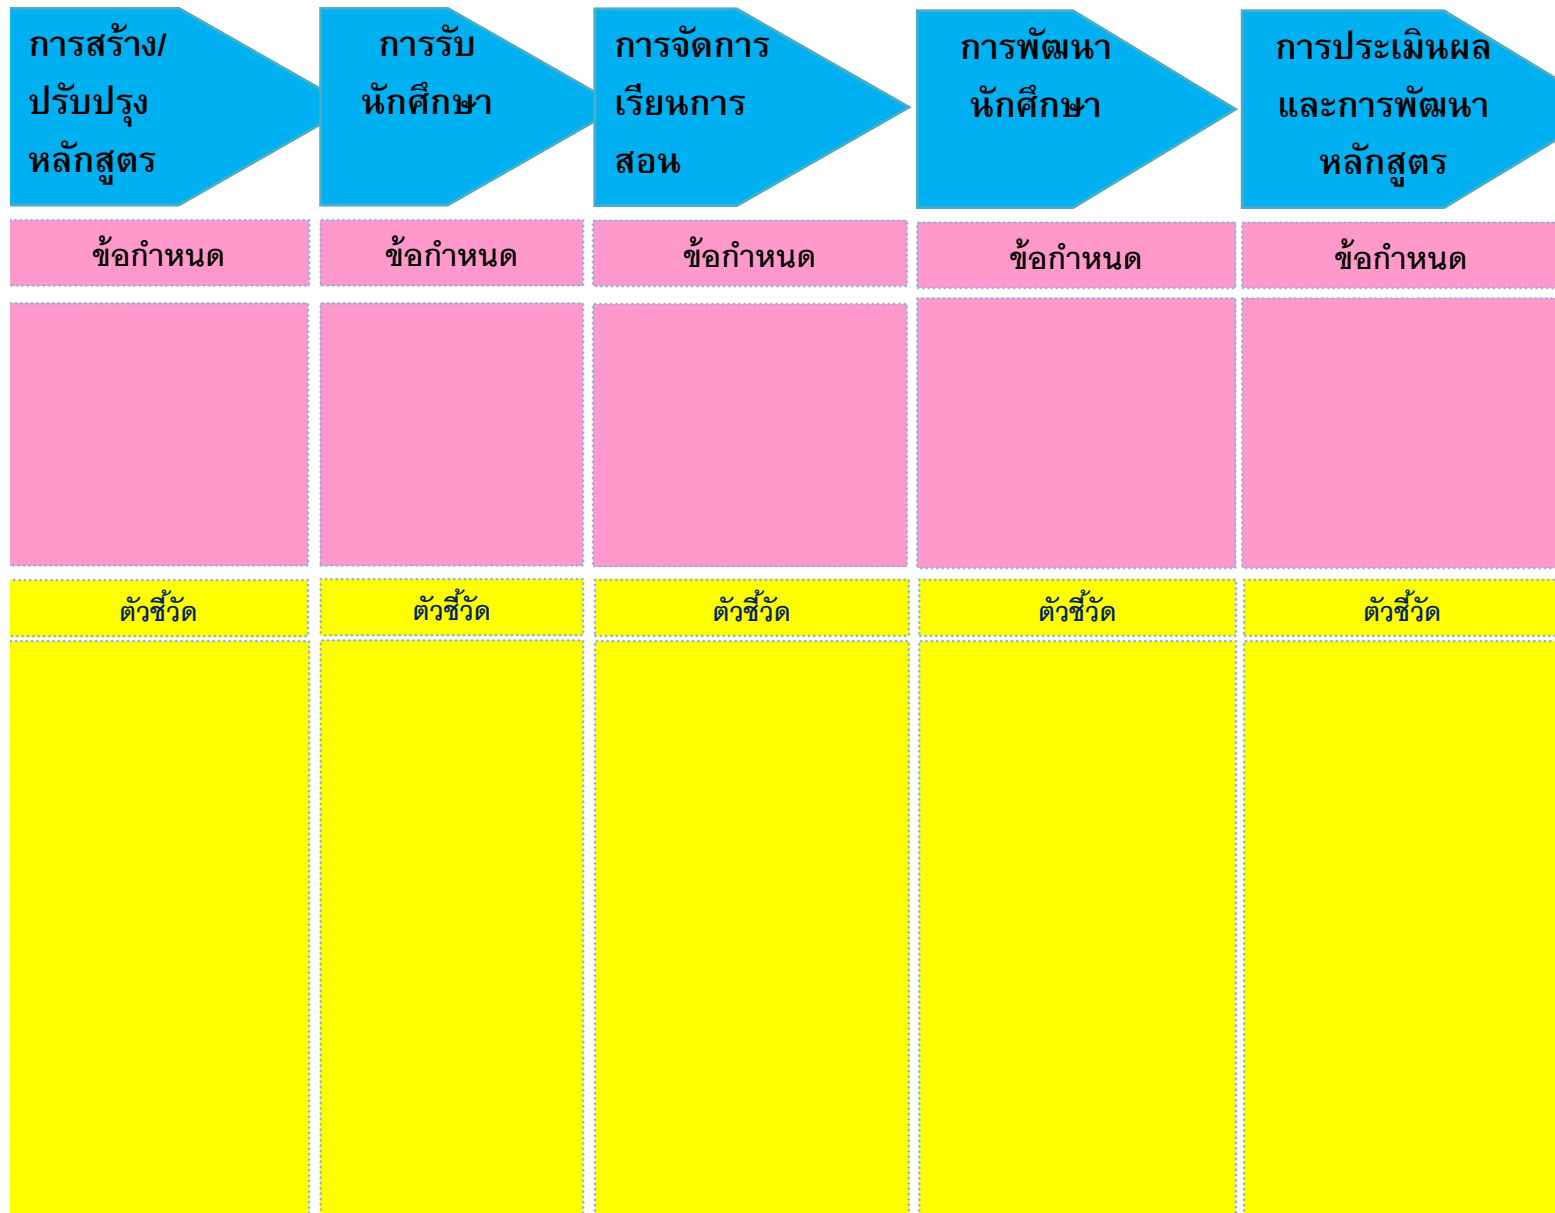 การสร้าง/
ปรับปรุง
หลักสูตร
การรับ
นักศึกษา
การจัดการ
เรียนการ
สอน
การพัฒนา
นักศึกษา
การประเมินผล
และการพัฒนา
หลักสูตร
ข้อกำหนด
ข้อกำหนด
ข้อกำหนด
ข้อกำหนด
ข้อกำหนด
ตัวชี้วัด
ตัวชี้วัด
ตัวชี้วัด
ตัวชี้วัด
ตัวชี้วัด